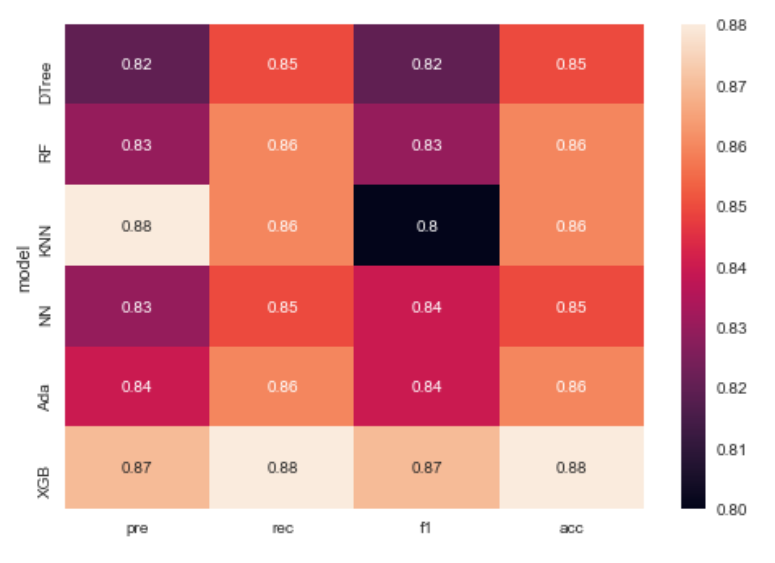 DTree 0.82 0.85 0.82 0.85
RF 0.83 0.86 0.83 0.86
KNN 0.88 0.86 0.8 0.86
NN 0.83 0.85 0.84 0.85
Ada 0.84 0.86 0.84 0.86
XGB 0.87 0.88 0.87 0.88
model
pre rec f1 acc
0.88
0.87
0.86
0.85
0.84
0.83
0.82
0.81
0.80